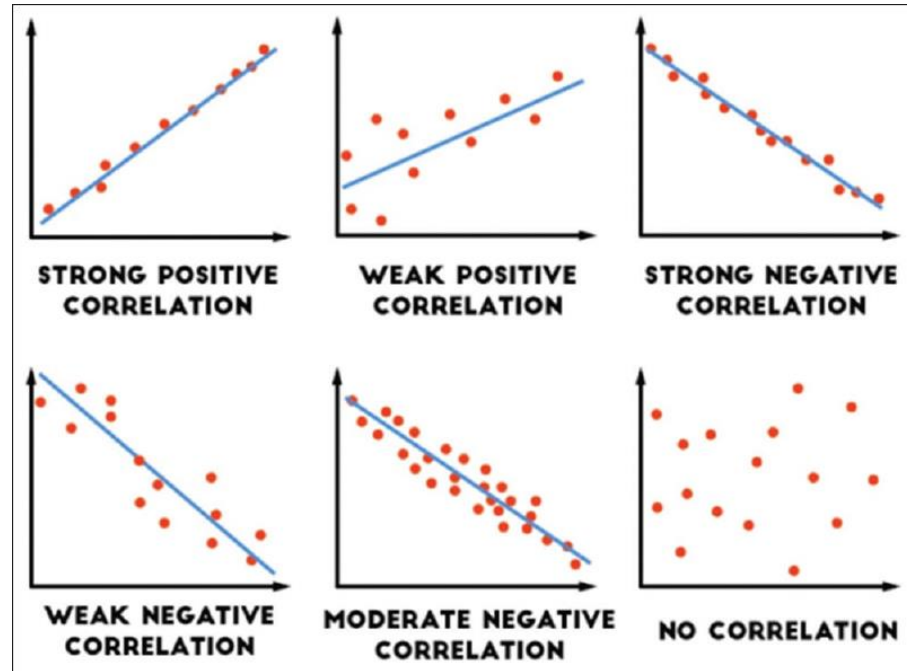 STRONG POSITIVE
CORRELATION
WEAK POSITIVE
CORRELATION
STRONG NEGATIVE
CORRELATION
WEAK NEGATIVE
CORRELATION
MODERATE NEGATIVE
CORRELATION
NO CORRELATION